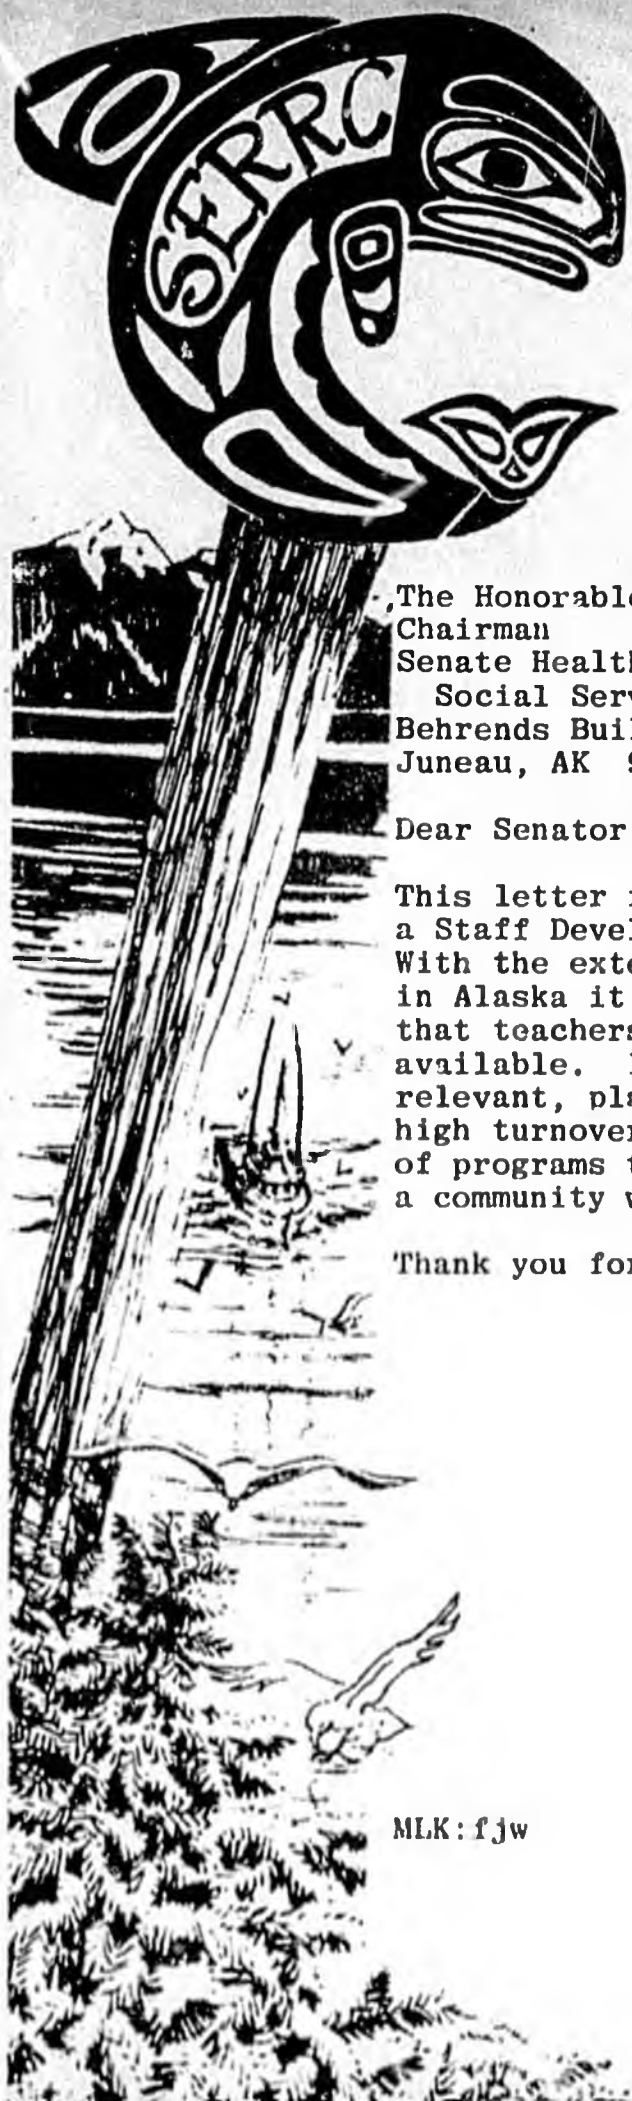 SERRC
The Honorable
Chairman
Senate Health
Social Serv
Behrends Buil
Juneau, AK 9
Dear Senator
This letter i
a Staff Devel
With the exte
in Alaska it
that teachers
available.
relevant, pla
high turnover
of programs t
a community w
Thank you for
MLK:fjw